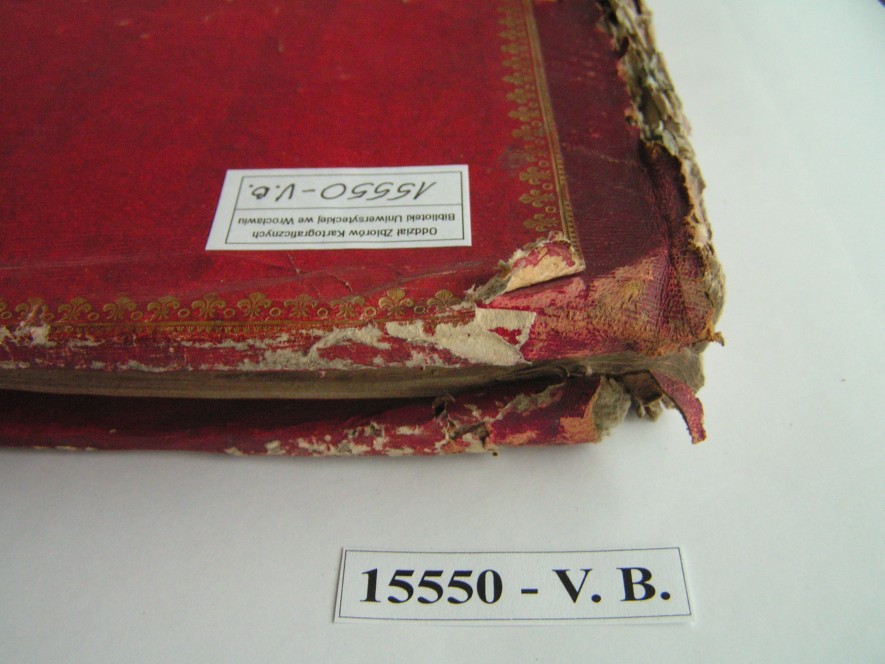 Oddział Zbiorów Kartograficznych
Biblioteki Uniwersyteckiej we Wrocławiu
15550 - V. B.
15550 - V. B.